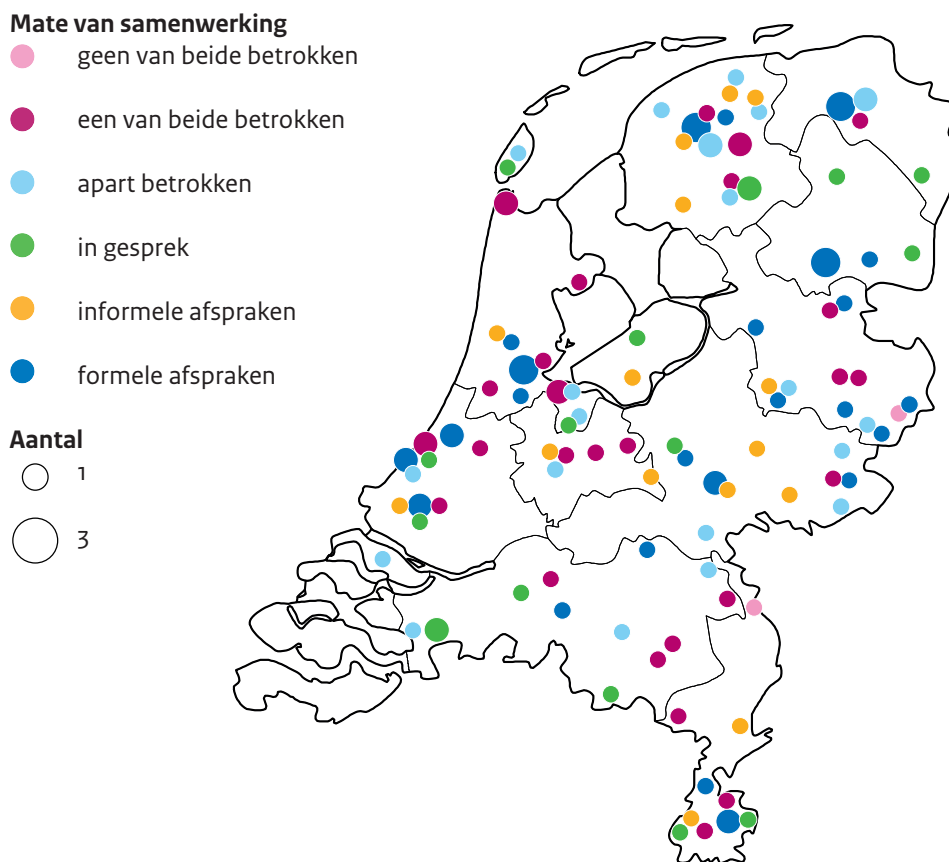 Mate van samenwerking
geen van beide betrokken
een van beide betrokken
apart betrokken
in gesprek
informele afspraken
formele afspraken
Aantal
1
3